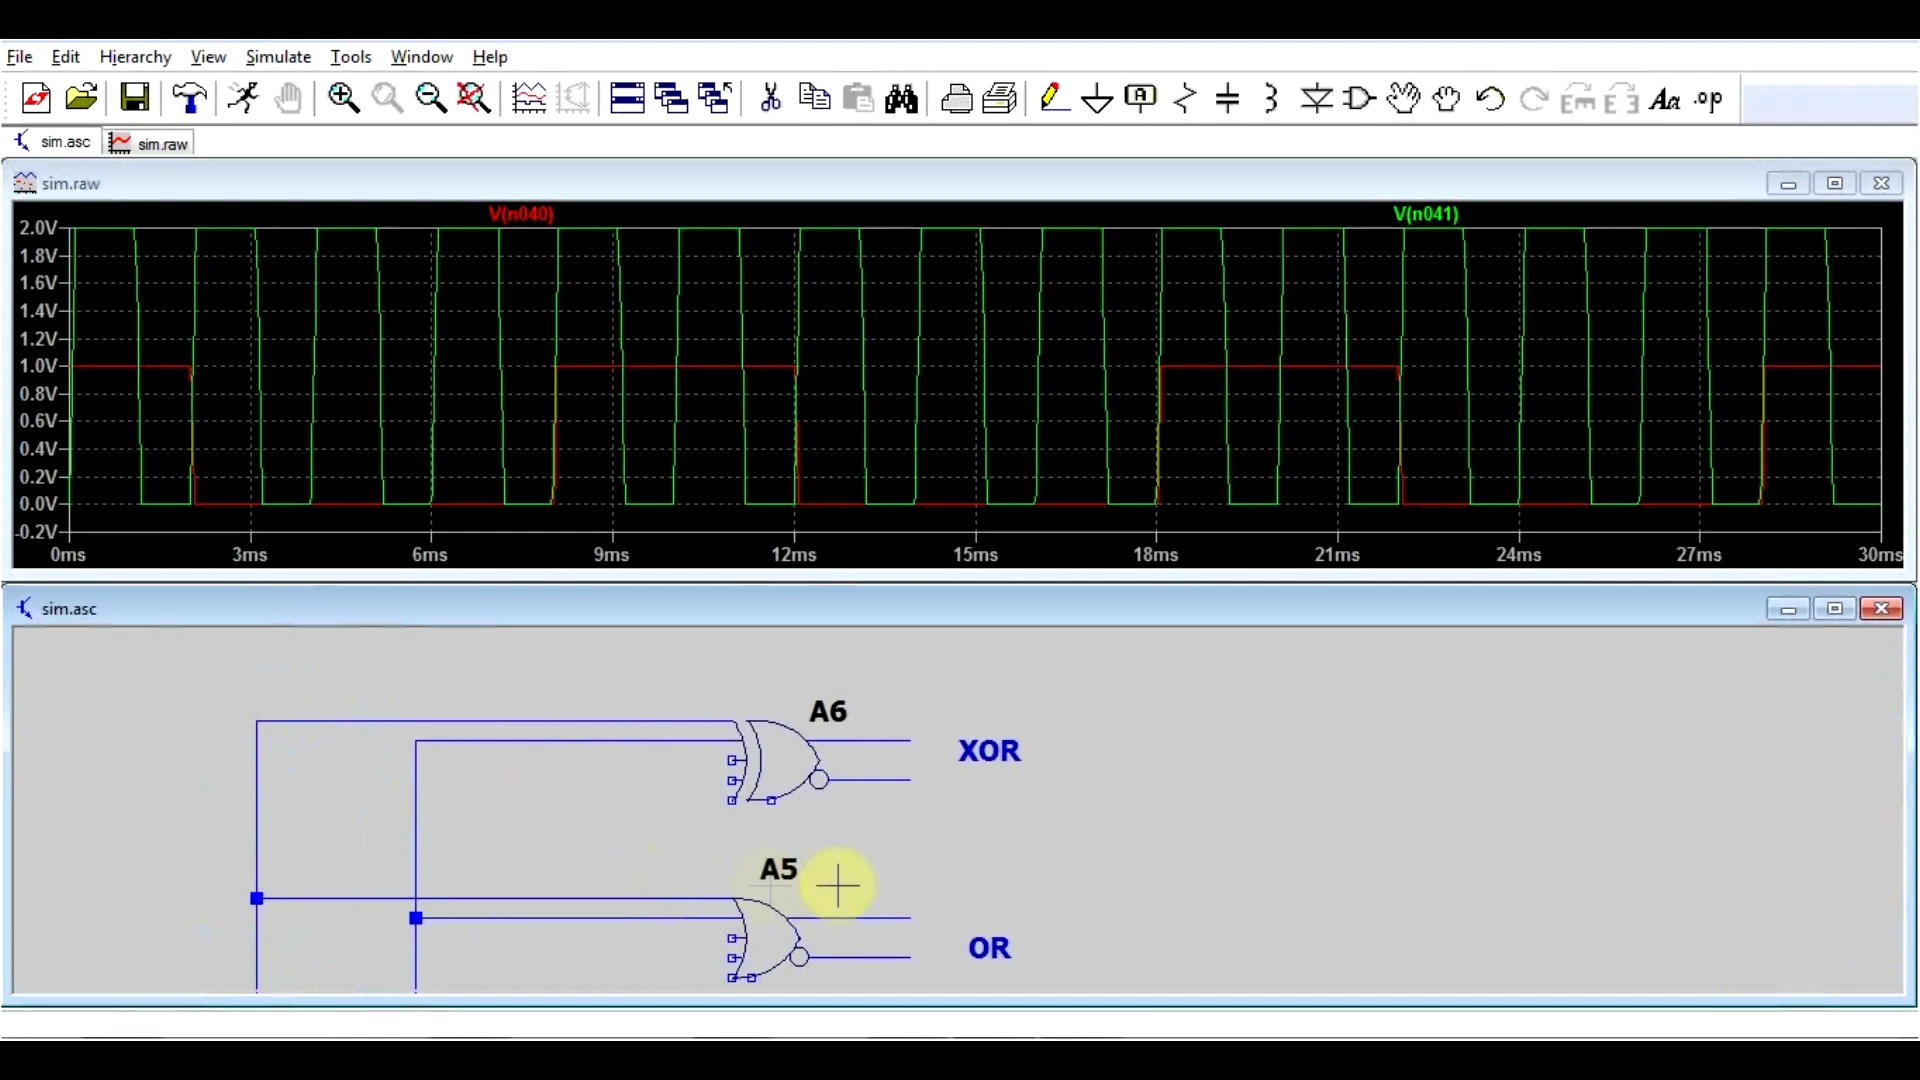 File Edit Hierarchy View Simulate Tools Window Help
A Aa .op
sim.asc sim.raw
sim.raw
V(n040) V(n041)
2.0V
1.8V
1.6V
1.4V
1.2V
1.0V
0.8V
0.6V
0.4V
0.2V
0.0V
-0.2V
0ms 3ms 6ms 9ms 12ms 15ms 18ms 21ms 24ms 27ms 30ms
sim.asc
A6
XOR
A5
OR